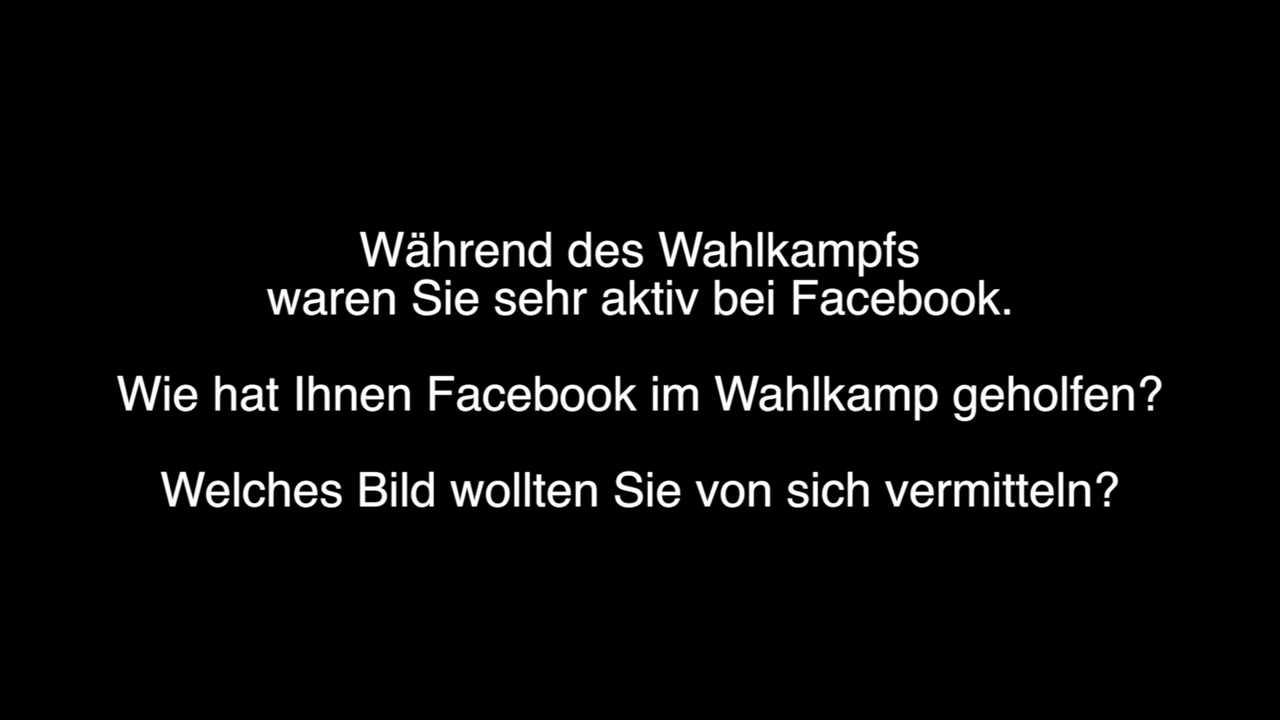 Während des Wahlkampfs
waren Sie sehr aktiv bei Facebook.
Wie hat Ihnen Facebook im Wahlkamp geholfen?
Welches Bild wollten Sie von sich vermitteln?